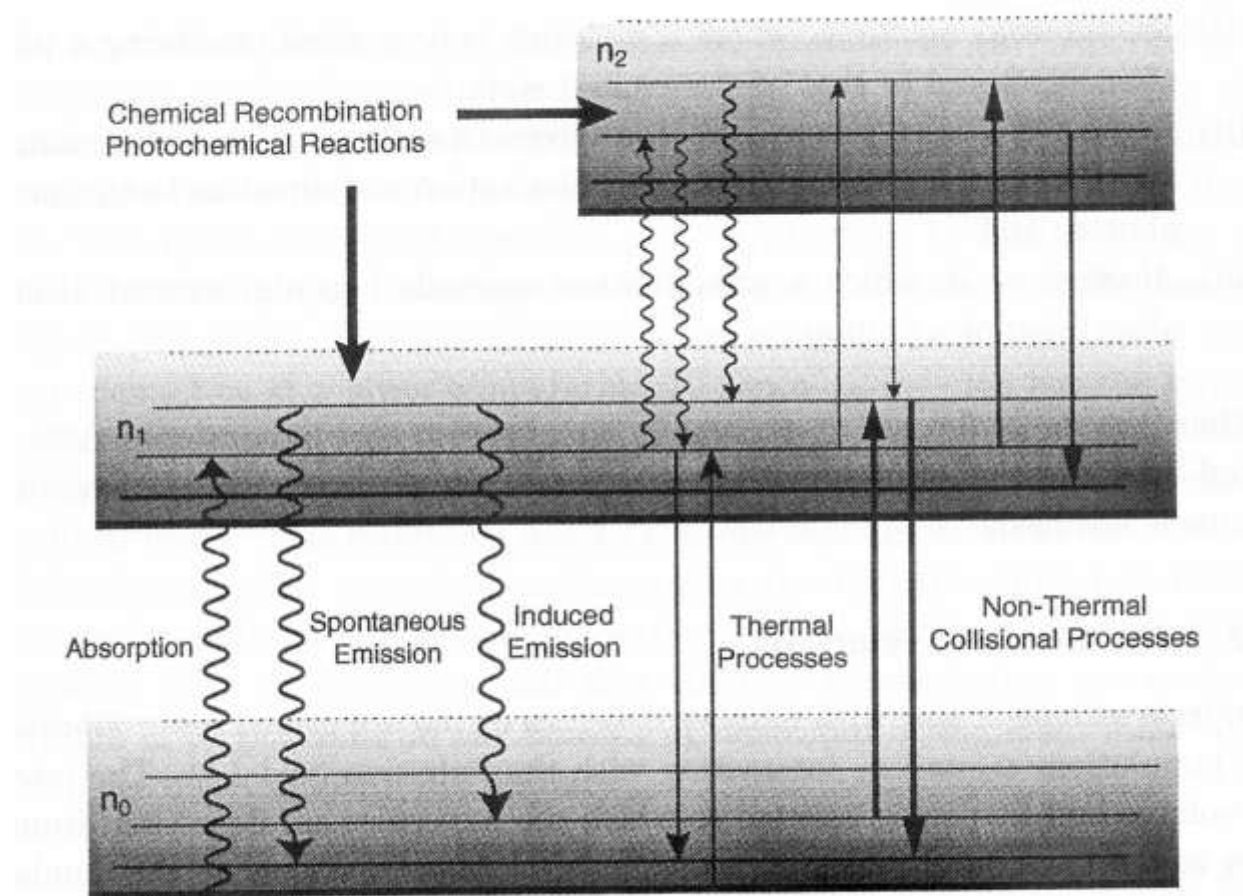 n2
Chemical Recombination
Photochemical Reactions
n1
Absorption
Spontaneous
Emission
Induced
Emission
Thermal
Processes
Non-Thermal
Collisional Processes
n0